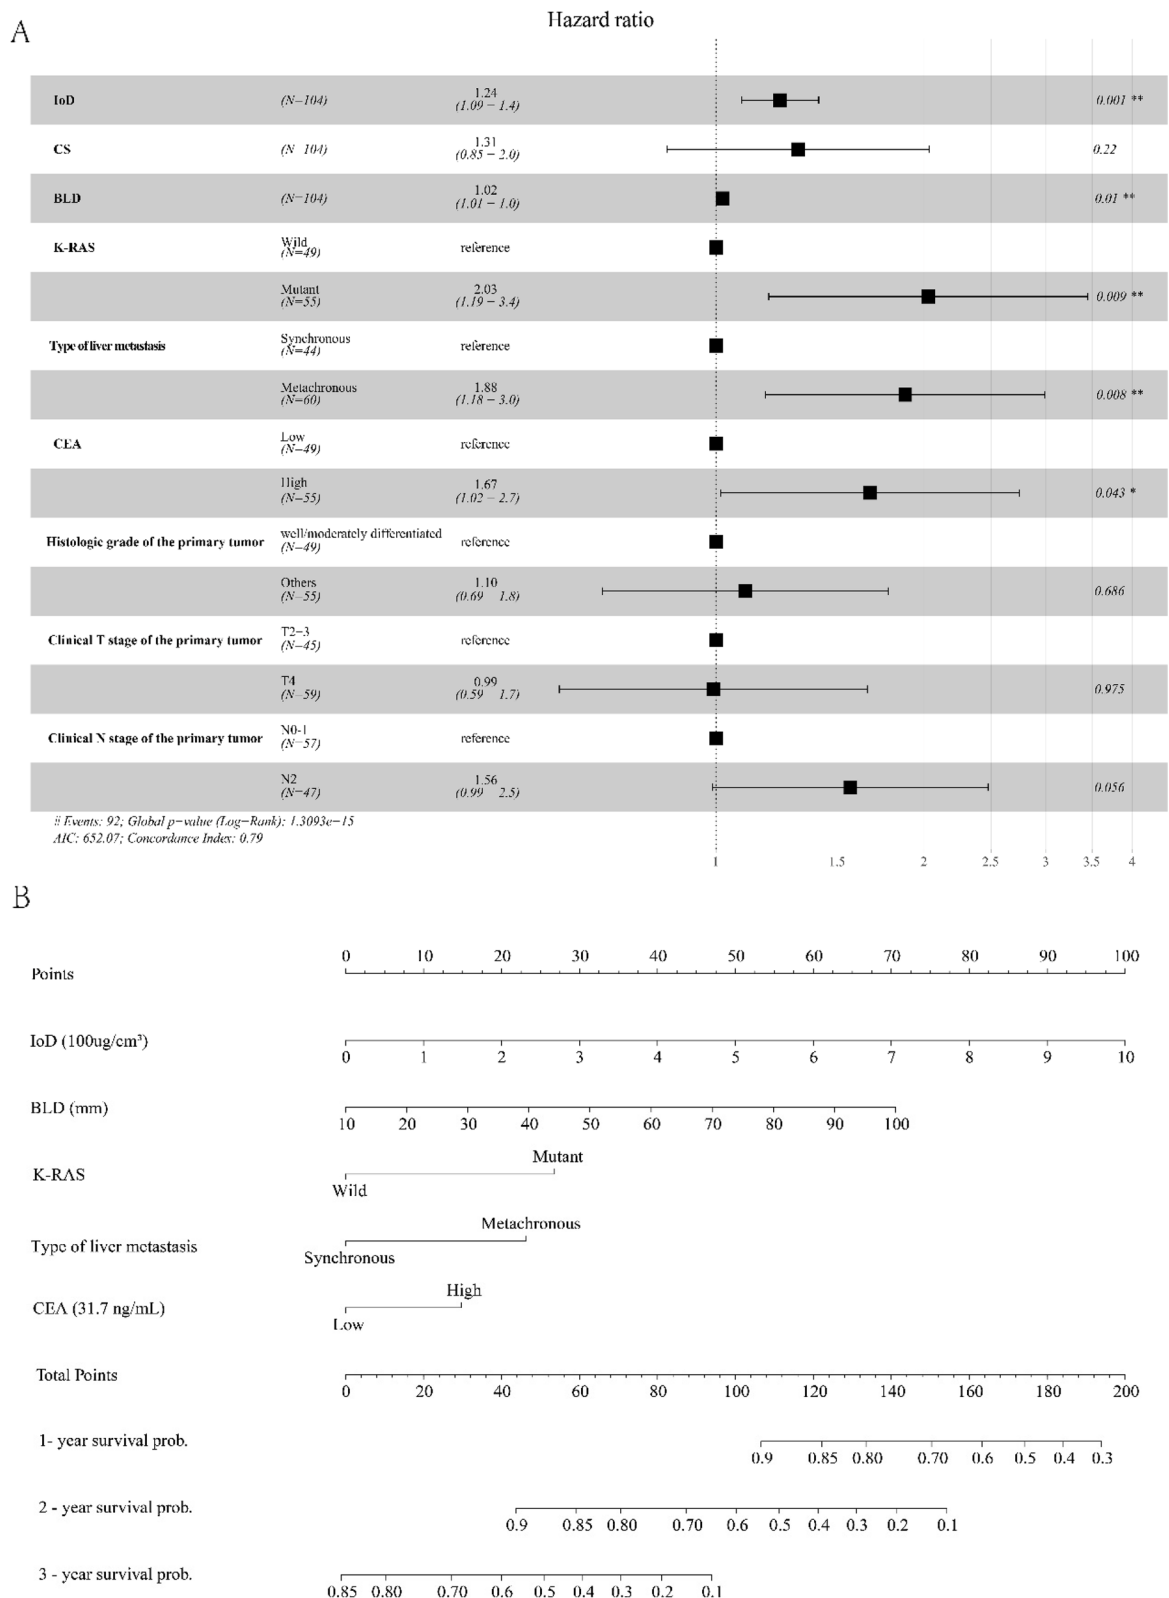 A
Hazard ratio
IoD (N=104) 1.24 (1.09 − 1.4) 0.001 **
CS (N 104) 1.31 (0.85 − 2.0) 0.22
BLD (N=104) 1.02 (1.01 − 1.0) 0.01 **
K-RAS Wild (N=49) reference
Mutant (N=55) 2.03 (1.19 − 3.4) 0.009 **
Type of liver metastasis Synchronous (N=44) reference
Metachronous (N=60) 1.88 (1.18 − 3.0) 0.008 **
CEA Low (N=49) reference
High (N=55) 1.67 (1.02 − 2.7) 0.043 *
Histologic grade of the primary tumor well/moderately differentiated (N=49) reference
Others (N=55) 1.10 (0.69 1.8) 0.686
Clinical T stage of the primary tumor T2−3 (N=45) reference
T4 (N=59) 0.99 (0.59 1.7) 0.975
Clinical N stage of the primary tumor N0-1 (N=57) reference
N2 (N=47) 1.56 (0.99 2.5) 0.056
# Events: 92; Global p−value (Log−Rank): 1.3093e−15
AIC: 652.07; Concordance Index: 0.79
1 1.5 2 2.5 3 3.5 4
B
Points 0 10 20 30 40 50 60 70 80 90 100
IoD (100ug/cm³) 0 1 2 3 4 5 6 7 8 9 10
BLD (mm) 10 20 30 40 50 60 70 80 90 100
K-RAS Wild Mutant
Type of liver metastasis Synchronous Metachronous
CEA (31.7 ng/mL) Low High
Total Points 0 20 40 60 80 100 120 140 160 180 200
1- year survival prob. 0.9 0.85 0.80 0.70 0.6 0.5 0.4 0.3
2 - year survival prob. 0.9 0.85 0.80 0.70 0.6 0.5 0.4 0.3 0.2 0.1
3 - year survival prob. 0.85 0.80 0.70 0.6 0.5 0.4 0.3 0.2 0.1